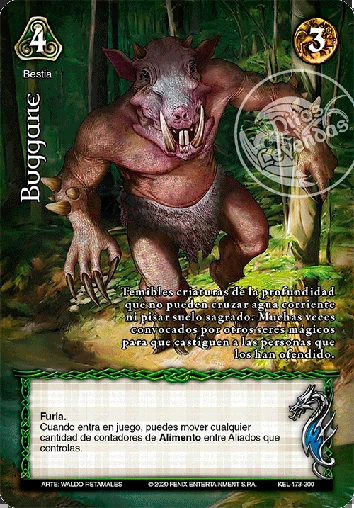 4
3
Bestia
Buggane
Mitos
Leyendas
Temibles criaturas de la profundidad
que no pueden cruzar agua corriente
ni pisar suelo sagrado. Muchas veces
convocados por otros seres mágicos
para que castiguen a las personas que
los han ofendido.
Furia.
Cuando entra en juego, puedes mover cualquier
cantidad de contadores de Alimento entre Aliados que
controlas.
ARTE: WALDO RETAMALES
©2020 FENIX ENTERTAINMENT S.P.A.
KEL-173-200